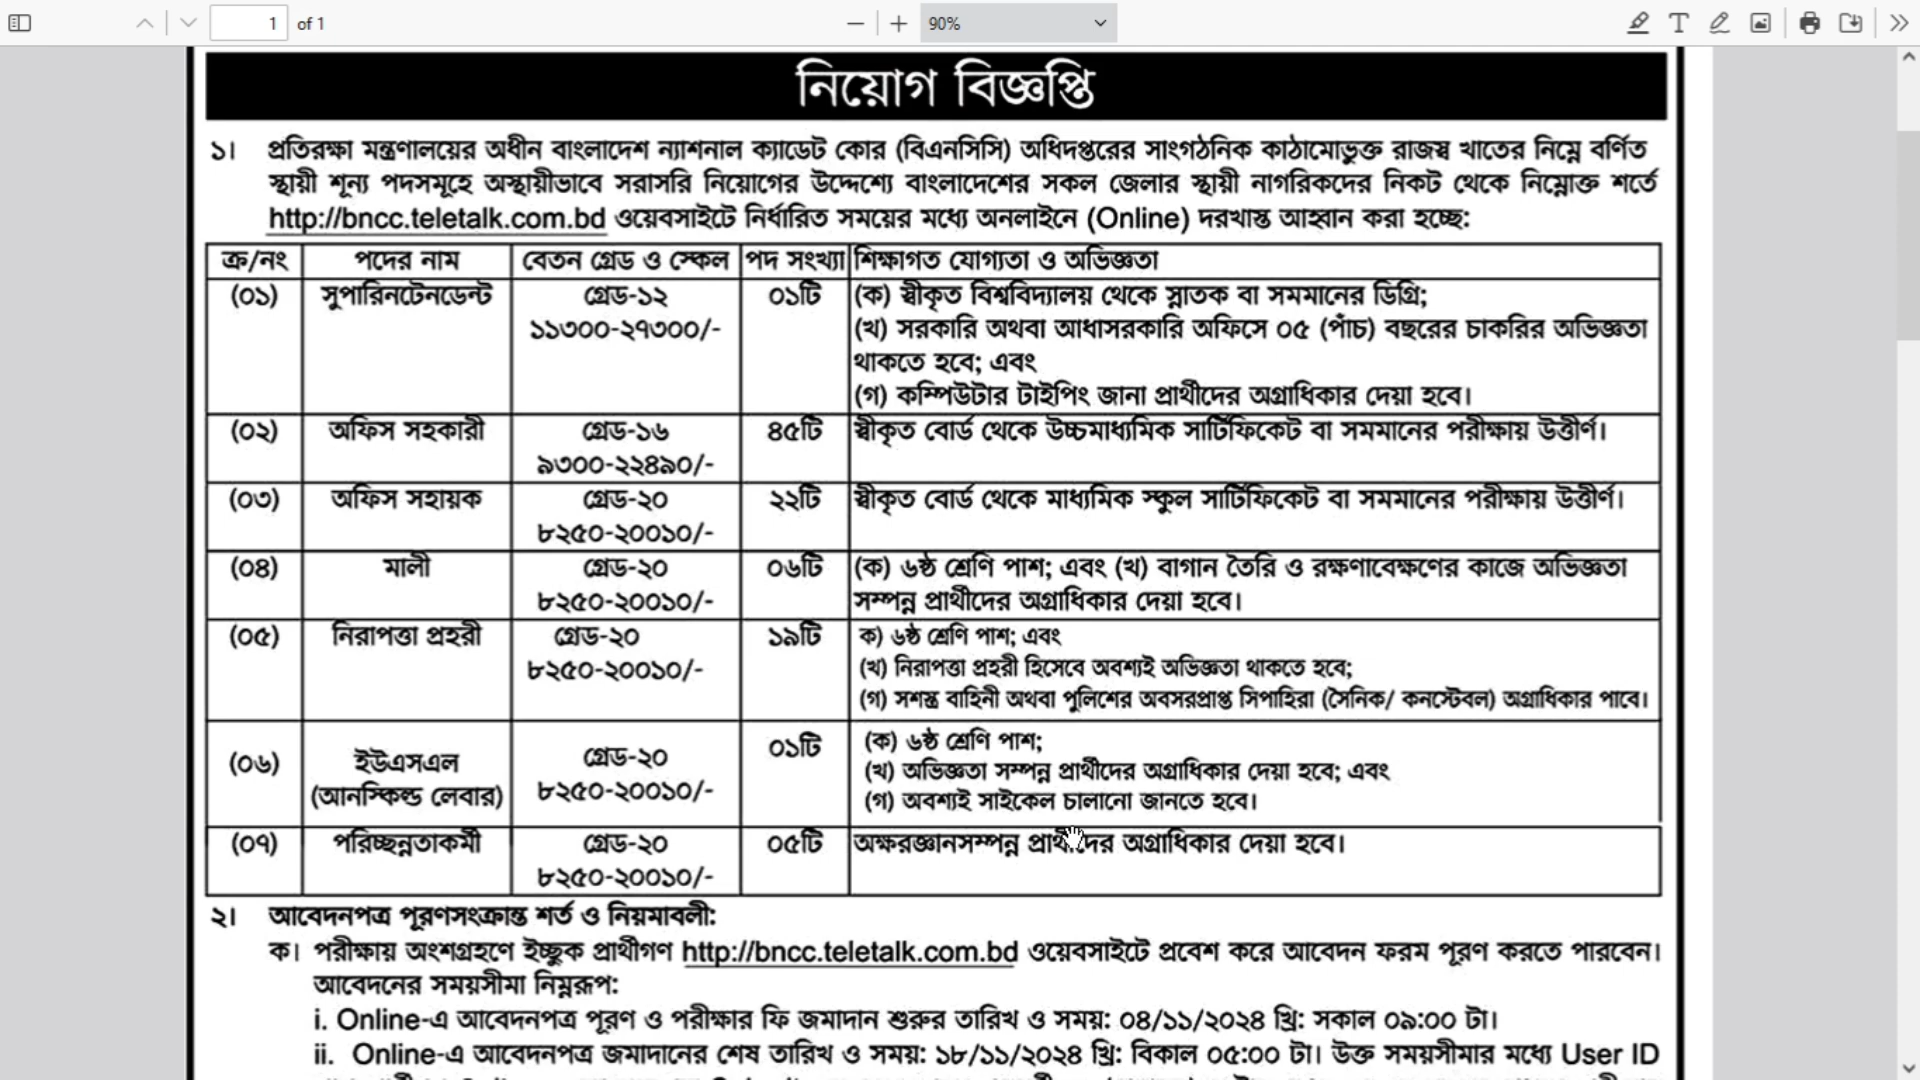 1 of 1 90%
নিয়োগ বিজ্ঞপ্তি
১। প্রতিরক্ষা মন্ত্রণালয়ের অধীন বাংলাদেশ ন্যাশনাল ক্যাডেট কোর (বিএনসিসি) অধিদপ্তরের সাংগঠনিক কাঠামোভুক্ত রাজস্ব খাতের নিম্নে বর্ণিত
স্থায়ী শূন্য পদসমূহে অস্থায়ীভাবে সরাসরি নিয়োগের উদ্দেশ্যে বাংলাদেশের সকল জেলার স্থায়ী নাগরিকদের নিকট থেকে নিম্নোক্ত শর্তে
http://bncc.teletalk.com.bd ওয়েবসাইটে নির্ধারিত সময়ের মধ্যে অনলাইনে (Online) দরখাস্ত আহ্বান করা হচ্ছে:
ক্র/নং পদের নাম বেতন গ্রেড ও স্কেল পদ সংখ্যা শিক্ষাগত যোগ্যতা ও অভিজ্ঞতা
(০১) সুপারিনটেনডেন্ট গ্রেড-১২ ০১টি (ক) স্বীকৃত বিশ্ববিদ্যালয় থেকে স্নাতক বা সমমানের ডিগ্রি;
১১৩০০-২৭৩০০/- (খ) সরকারি অথবা আধাসরকারি অফিসে ০৫ (পাঁচ) বছরের চাকরির অভিজ্ঞতা
থাকতে হবে; এবং
(গ) কম্পিউটার টাইপিং জানা প্রার্থীদের অগ্রাধিকার দেয়া হবে।
(০২) অফিস সহকারী গ্রেড-১৬ ৪৫টি স্বীকৃত বোর্ড থেকে উচ্চমাধ্যমিক সার্টিফিকেট বা সমমানের পরীক্ষায় উত্তীর্ণ।
৯৩০০-২২৪৯০/-
(০৩) অফিস সহায়ক গ্রেড-২০ ২২টি স্বীকৃত বোর্ড থেকে মাধ্যমিক স্কুল সার্টিফিকেট বা সমমানের পরীক্ষায় উত্তীর্ণ।
৮২৫০-২০০১০/-
(০৪) মালী গ্রেড-২০ ০৬টি (ক) ৬ষ্ঠ শ্রেণি পাশ; এবং (খ) বাগান তৈরি ও রক্ষণাবেক্ষণের কাজে অভিজ্ঞতা
৮২৫০-২০০১০/- সম্পন্ন প্রার্থীদের অগ্রাধিকার দেয়া হবে।
(০৫) নিরাপত্তা প্রহরী গ্রেড-২০ ১৯টি ক) ৬ষ্ঠ শ্রেণি পাশ; এবং
৮২৫০-২০০১০/- (খ) নিরাপত্তা প্রহরী হিসেবে অবশ্যই অভিজ্ঞতা থাকতে হবে;
(গ) সশস্ত্র বাহিনী অথবা পুলিশের অবসরপ্রাপ্ত সিপাহিরা (সৈনিক/ কনস্টেবল) অগ্রাধিকার পাবে।
(০৬) ইউএসএল গ্রেড-২০ ০১টি (ক) ৬ষ্ঠ শ্রেণি পাশ;
(আনস্কিল্ড লেবার) ৮২৫০-২০০১০/- (খ) অভিজ্ঞতা সম্পন্ন প্রার্থীদের অগ্রাধিকার দেয়া হবে; এবং
(গ) অবশ্যই সাইকেল চালানো জানতে হবে।
(০৭) পরিচ্ছন্নতাকর্মী গ্রেড-২০ ০৫টি অক্ষরজ্ঞানসম্পন্ন প্রার্থীদের অগ্রাধিকার দেয়া হবে।
৮২৫০-২০০১০/-
২। আবেদনপত্র পূরণসংক্রান্ত শর্ত ও নিয়মাবলী:
ক। পরীক্ষায় অংশগ্রহণে ইচ্ছুক প্রার্থীগণ http://bncc.teletalk.com.bd ওয়েবসাইটে প্রবেশ করে আবেদন ফরম পূরণ করতে পারবেন।
আবেদনের সময়সীমা নিম্নরূপ:
i. Online-এ আবেদনপত্র পূরণ ও পরীক্ষার ফি জমাদান শুরুর তারিখ ও সময়: ০৪/১১/২০২৪ খ্রি: সকাল ০৯:০০ টা।
ii. Online-এ আবেদনপত্র জমাদানের শেষ তারিখ ও সময়: ১৮/১১/২০২৪ খ্রি: বিকাল ০৫:০০ টা। উক্ত সময়সীমার মধ্যে User ID